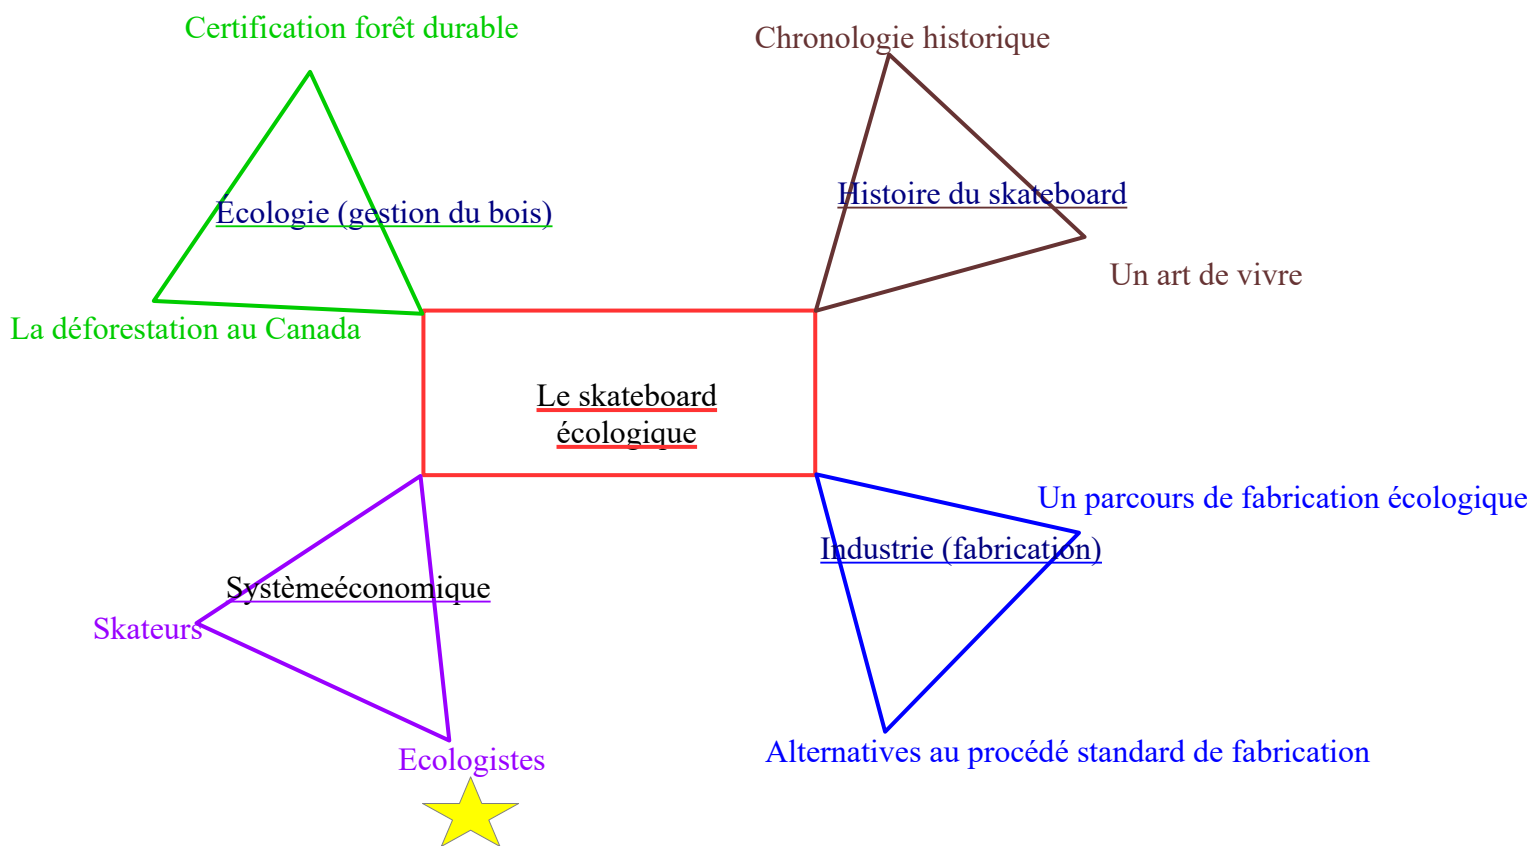 Certification forêt durable
Chronologie historique
Ecologie (gestion du bois)
Histoire du skateboard
Un art de vivre
La déforestation au Canada
Le skateboard
écologique
Un parcours de fabrication écologique
Industrie (fabrication)
Systèmeéconomique
Skateurs
Alternatives au procédé standard de fabrication
Ecologistes